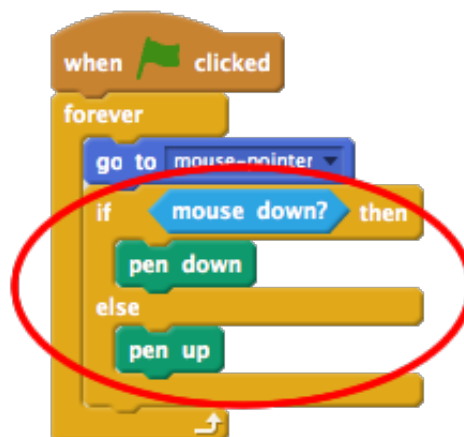 when clicked
forever
go to mouse-pointer
if mouse down? then
pen down
else
pen up